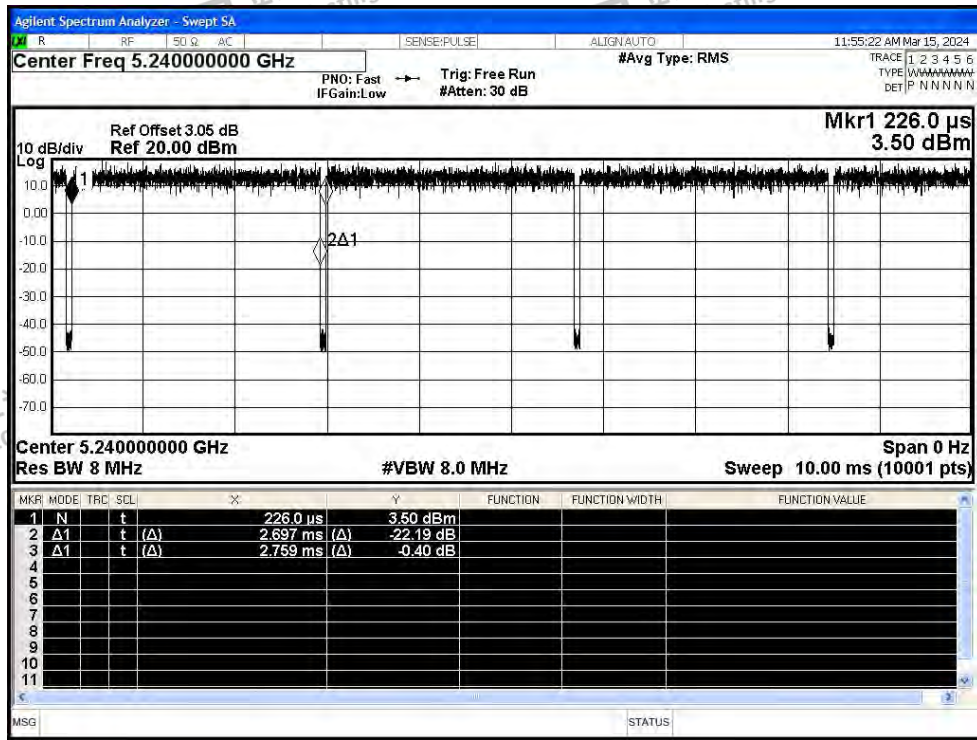 Agilent Spectrum Analyzer - Swept SA
LXI R RF 50 Ω AC SENSE:PULSE ALIGN AUTO 11:55:22 AM Mar 15, 2024
Center Freq 5.240000000 GHz
#Avg Type: RMS
TRACE 1 2 3 4 5 6
TYPE
DET P N N N N N
PNO: Fast
IFGain:Low
Trig: Free Run
#Atten: 30 dB
Mkr1 226.0 µs
3.50 dBm
Ref Offset 3.05 dB
10 dB/div Ref 20.00 dBm
Log
10.0
0.00
-10.0
-20.0
-30.0
-40.0
-50.0
-60.0
-70.0
1
2Δ1
Center 5.240000000 GHz Span 0 Hz
Res BW 8 MHz #VBW 8.0 MHz Sweep 10.00 ms (10001 pts)
MKR MODE TRC SCL X Y FUNCTION FUNCTION WIDTH FUNCTION VALUE
1 N t 226.0 µs 3.50 dBm
2 Δ1 t (Δ) 2.697 ms (Δ) -22.19 dB
3 Δ1 t (Δ) 2.759 ms (Δ) -0.40 dB
4
5
6
7
8
9
10
11
MSG STATUS